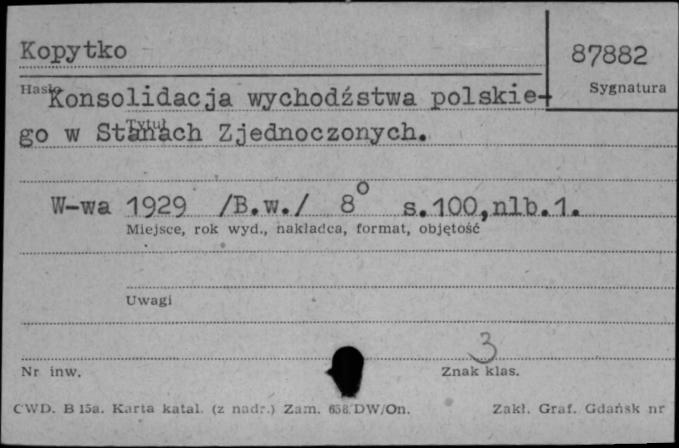 Kopytko
87882
Hasło
Sygnatura
Konsolidacja wychodźstwa polskie-
Tytuł
go w Stanach Zjednoczonych.
W-wa 1929 /B.w./ 8° s.100,nlb.1.
Miejsce, rok wyd., nakładca, format, objętość
Uwagi
3
Nr inw.
Znak klas.
CWD. B 15a. Karta katal. (z nadr.) Zam. 658/DW/On.
Zakł. Graf. Gdańsk nr